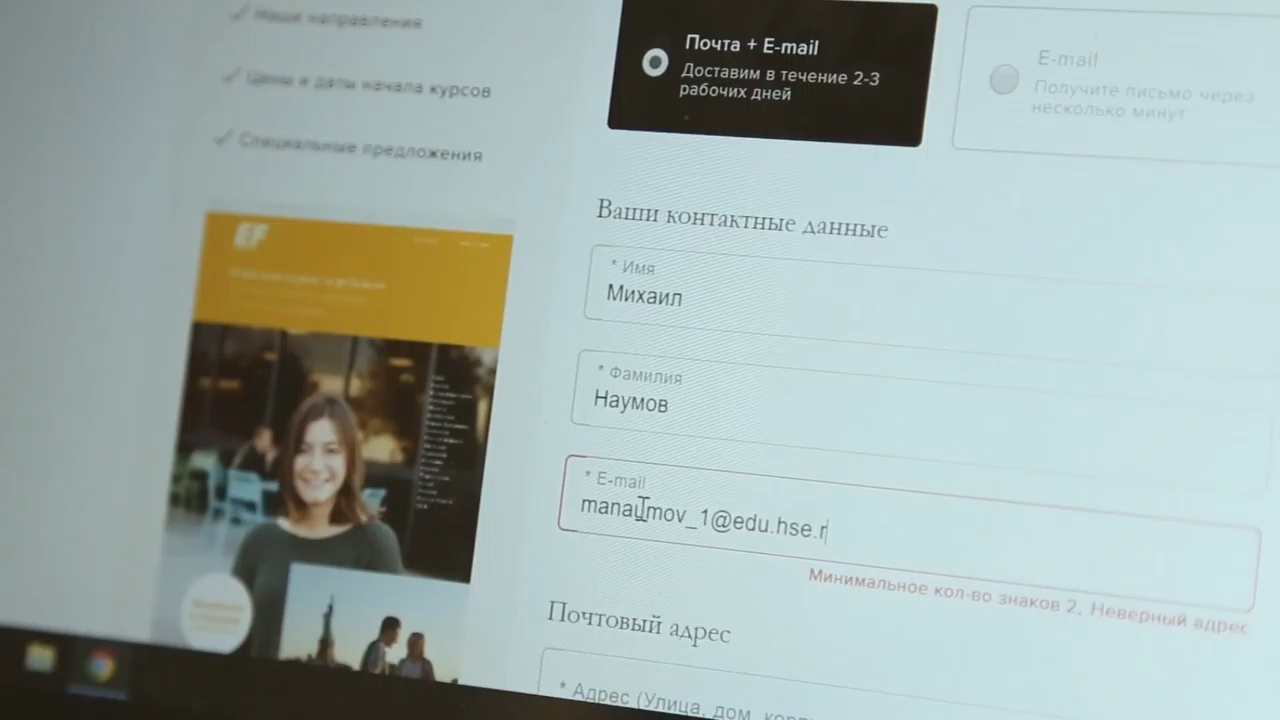 Наши направления
Цены и даты начала курсов
Специальные предложения
EF
Почта + E-mail
Доставим в течение 2-3
рабочих дней
E-mail
Получите письмо через
несколько минут
Ваши контактные данные
* Имя
Михаил
* Фамилия
Наумов
* E-mail
manaumov_1@edu.hse.r
Минимальное кол-во знаков 2, Неверный адрес
Почтовый адрес
* Адрес (Улица, дом,